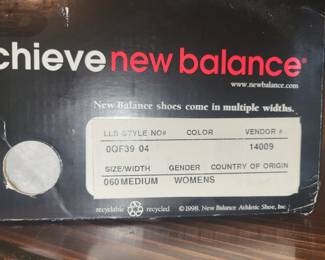 chieve new balance
www.newbalance.com
New Balance shoes come in multiple widths.
LLB STYLE NO# COLOR VENDOR #
0QF39 04 14009
SIZE/WIDTH GENDER COUNTRY OF ORIGIN
060 MEDIUM WOMENS
recyclable recycled ©1998. New Balance Athletic Shoe, Inc.